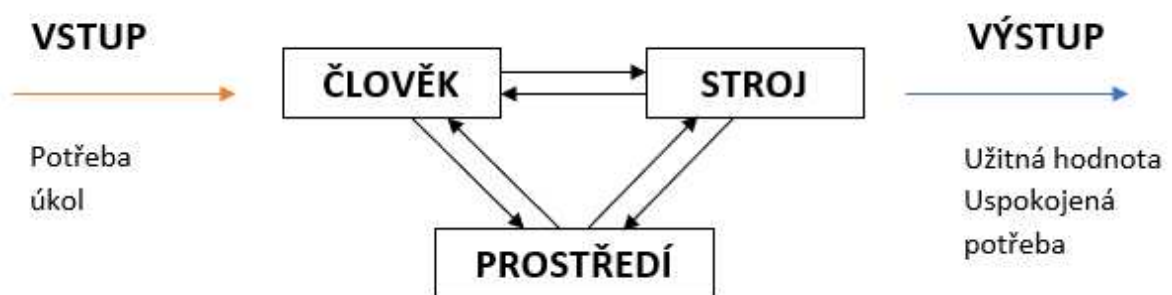 VSTUP
VÝSTUP
ČLOVĚK
STROJ
Potřeba
úkol
Užitná hodnota
Uspokojená
potřeba
PROSTŘEDÍ